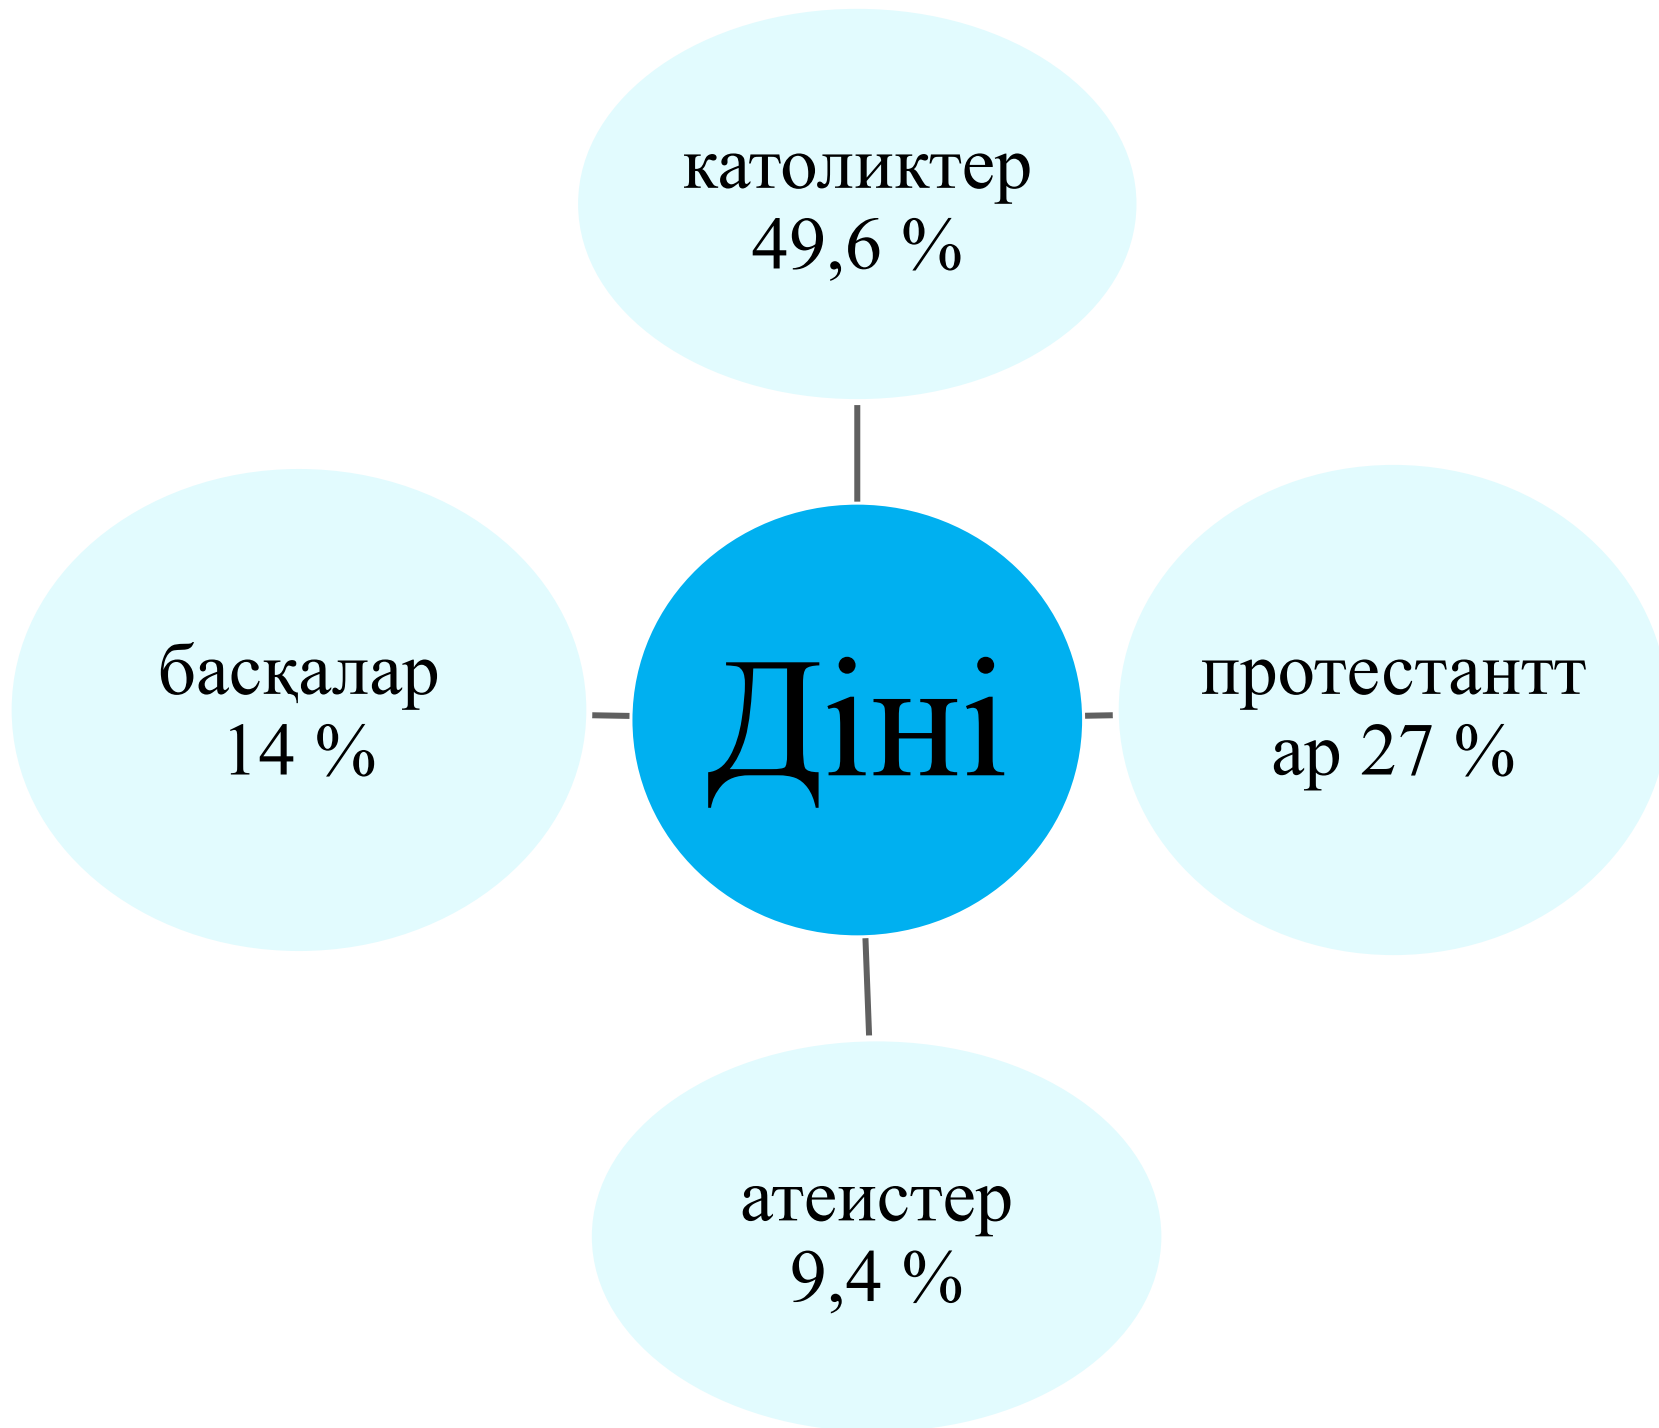 католиктер
49,6 %
басқалар
14 %
Діні
протестантт
ар 27 %
атеистер
9,4 %